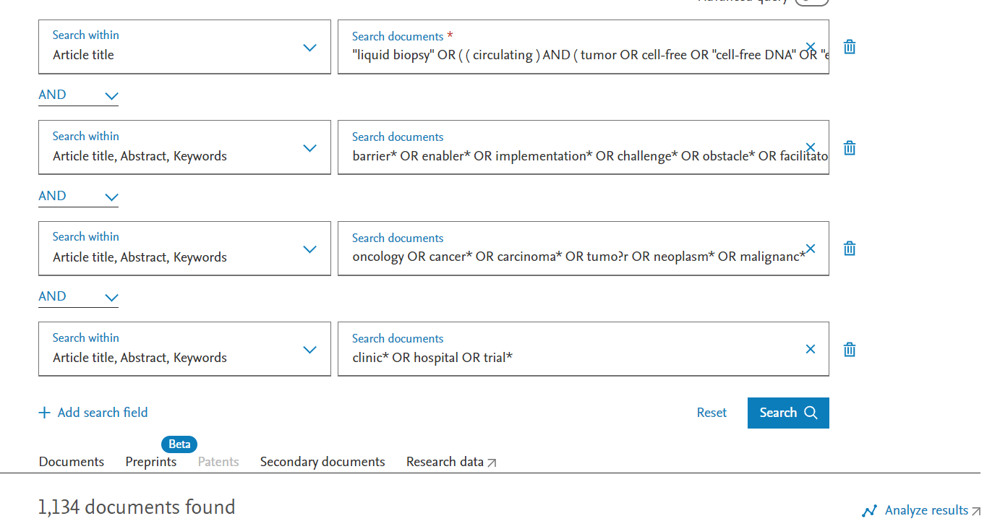 Search within
Article title
Search documents *
"liquid biopsy" OR ( ( circulating ) AND ( tumor OR cell-free OR "cell-free DNA" OR "e
AND
Search within
Article title, Abstract, Keywords
Search documents
barrier* OR enabler* OR implementation* OR challenge* OR obstacle* OR facilitato
AND
Search within
Article title, Abstract, Keywords
Search documents
oncology OR cancer* OR carcinoma* OR tumo?r OR neoplasm* OR malignanc*
AND
Search within
Article title, Abstract, Keywords
Search documents
clinic* OR hospital OR trial*
Add search field
Reset
Search
Beta
Documents Preprints Patents Secondary documents Research data
1,134 documents found
Analyze results